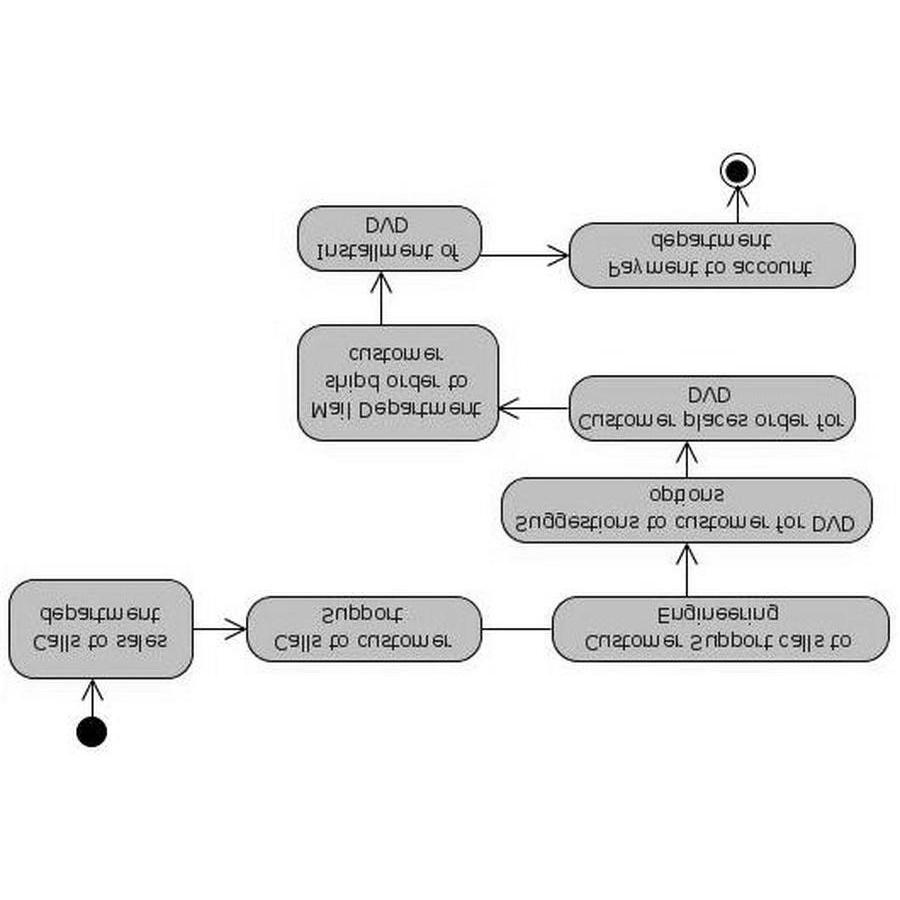 Calls to sales
department
Calls to customer
Support
Customer Support calls to
Engineering
Suggestions to customer for DVD
options
Customer places order for
DVD
Mail Department
shipd order to
customer
Installment of
DVD
Payment to account
department